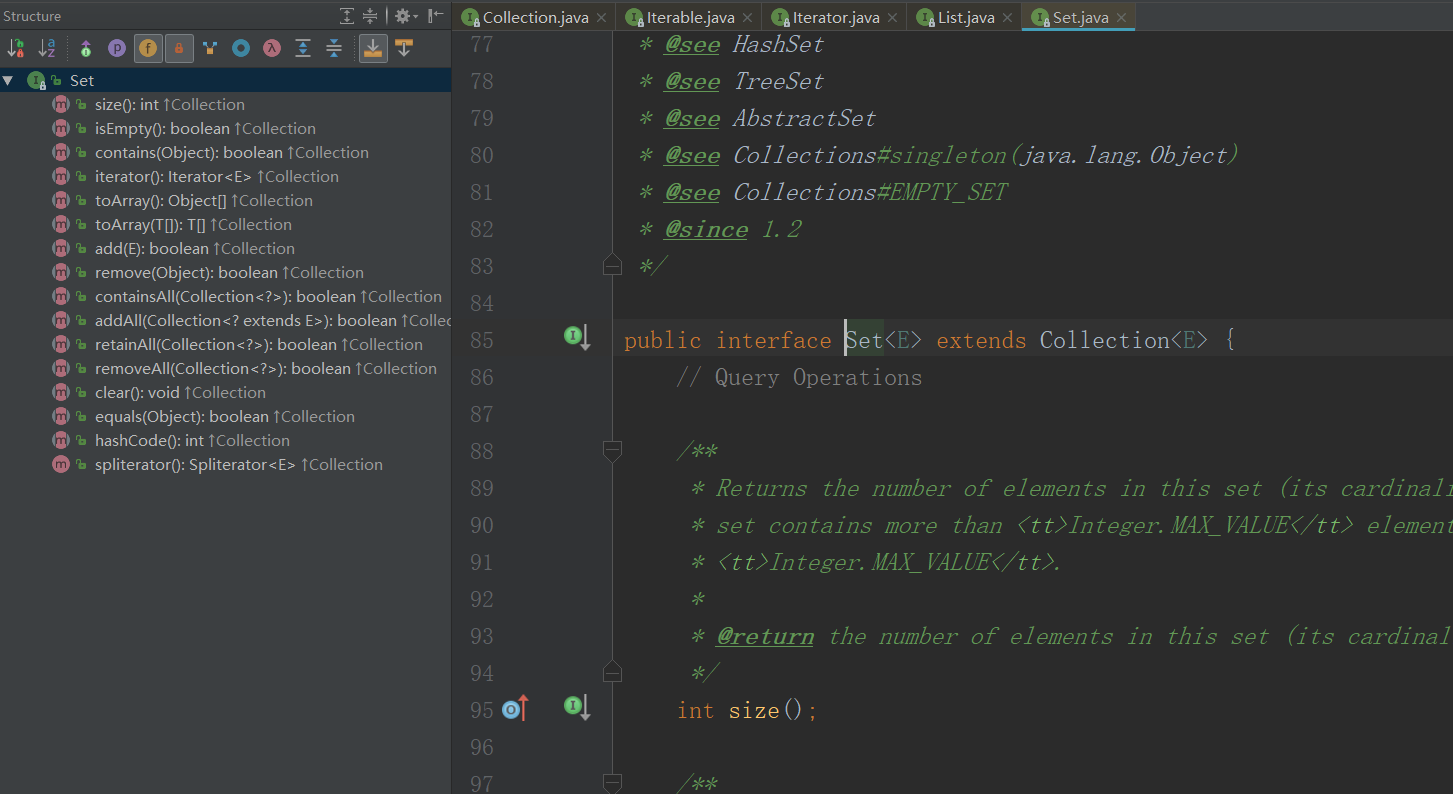 Structure
Collection.java
Iterable.java
Iterator.java
List.java
Set.java
Set
size(): int ↑Collection
isEmpty(): boolean ↑Collection
contains(Object): boolean ↑Collection
iterator(): Iterator<E> ↑Collection
toArray(): Object[] ↑Collection
toArray(T[]): T[] ↑Collection
add(E): boolean ↑Collection
remove(Object): boolean ↑Collection
containsAll(Collection<?>): boolean ↑Collection
addAll(Collection<? extends E>): boolean ↑Collec
retainAll(Collection<?>): boolean ↑Collection
removeAll(Collection<?>): boolean ↑Collection
clear(): void ↑Collection
equals(Object): boolean ↑Collection
hashCode(): int ↑Collection
spliterator(): Spliterator<E> ↑Collection
77 * @see HashSet
78 * @see TreeSet
79 * @see AbstractSet
80 * @see Collections#singleton(java.lang.Object)
81 * @see Collections#EMPTY_SET
82 * @since 1.2
83 */
84
85 public interface Set<E> extends Collection<E> {
86 // Query Operations
87
88 /**
89 * Returns the number of elements in this set (its cardinali
90 * set contains more than <tt>Integer.MAX_VALUE</tt> element
91 * <tt>Integer.MAX_VALUE</tt>.
92 *
93 * @return the number of elements in this set (its cardinal
94 */
95 int size();
96
97 /**